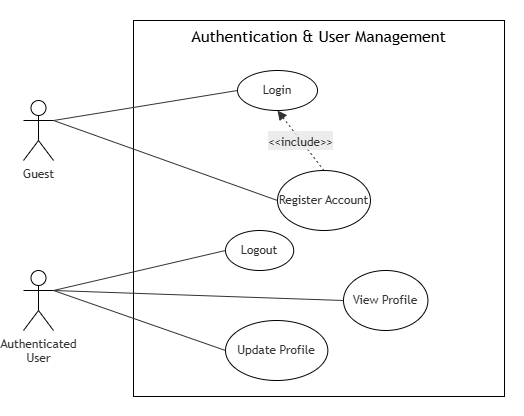 Authentication & User Management
Login
<<include>>
Guest
Register Account
Logout
View Profile
Authenticated
User
Update Profile